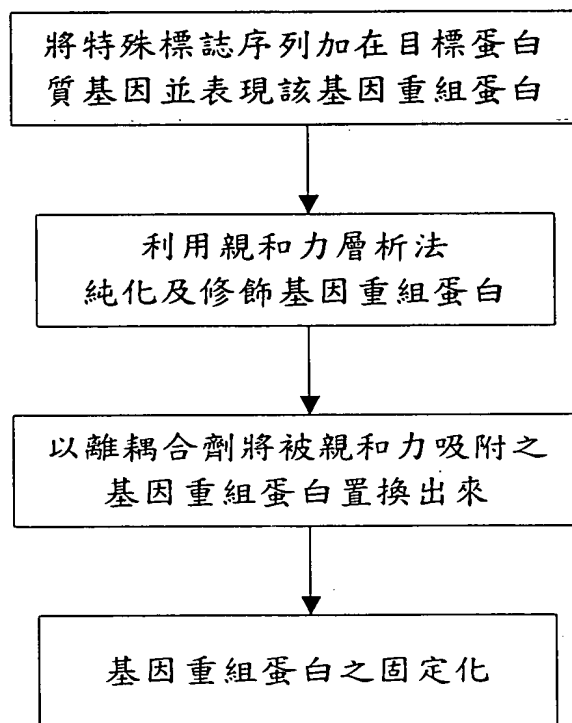 將特殊標誌序列加在目標蛋白
質基因並表現該基因重組蛋白
利用親和力層析法
純化及修飾基因重組蛋白
以離耦合劑將被親和力吸附之
基因重組蛋白置換出來
基因重組蛋白之固定化